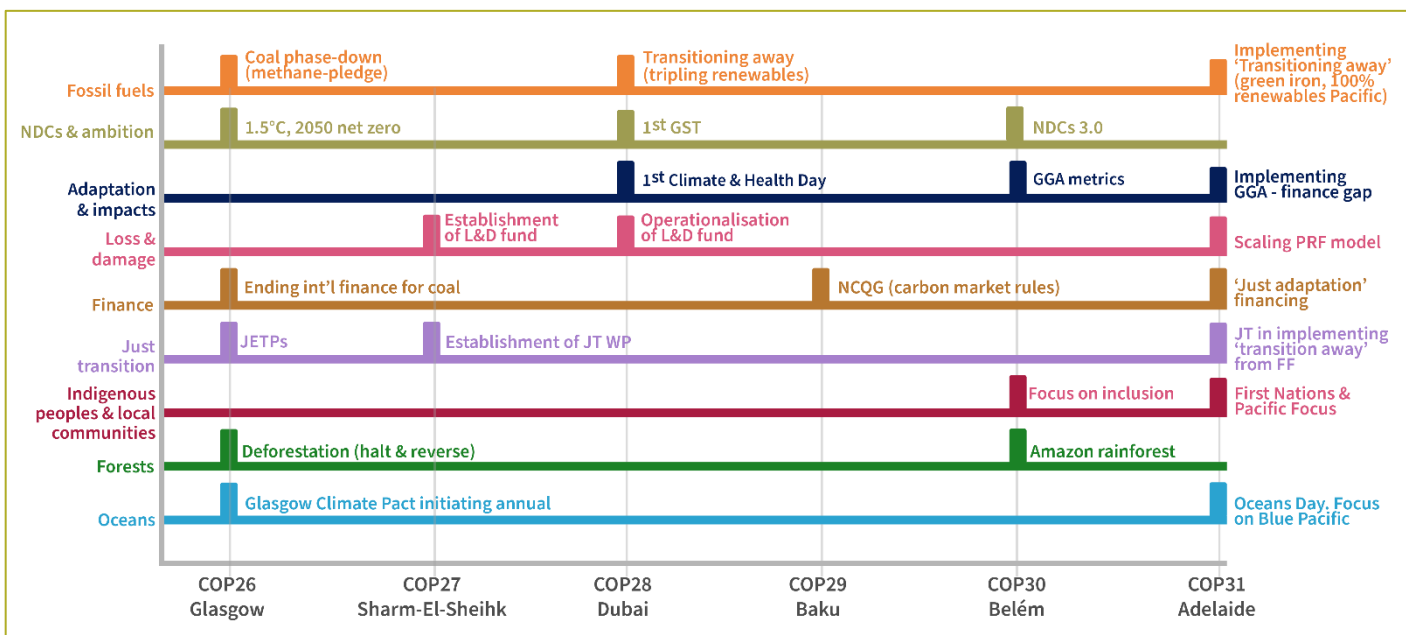 Fossil fuels
Coal phase-down
(methane-pledge)
Transitioning away
(tripling renewables)
Implementing
‘Transitioning away’
(green iron, 100%
renewables Pacific)
NDCs & ambition
1.5°C, 2050 net zero
1st GST
NDCs 3.0
Adaptation
& impacts
1st Climate & Health Day
GGA metrics
Implementing
GGA - finance gap
Loss &
damage
Establishment
of L&D fund
Operationalisation
of L&D fund
Scaling PRF model
Finance
Ending int’l finance for coal
NCQG (carbon market rules)
‘Just adaptation’
financing
Just
transition
JETPs
Establishment of JT WP
JT in implementing
‘transition away’
from FF
Indigenous
peoples & local
communities
Focus on inclusion
First Nations &
Pacific Focus
Forests
Deforestation (halt & reverse)
Amazon rainforest
Oceans
Glasgow Climate Pact initiating annual
Oceans Day. Focus
on Blue Pacific
COP26
Glasgow
COP27
Sharm-El-Sheihk
COP28
Dubai
COP29
Baku
COP30
Belém
COP31
Adelaide